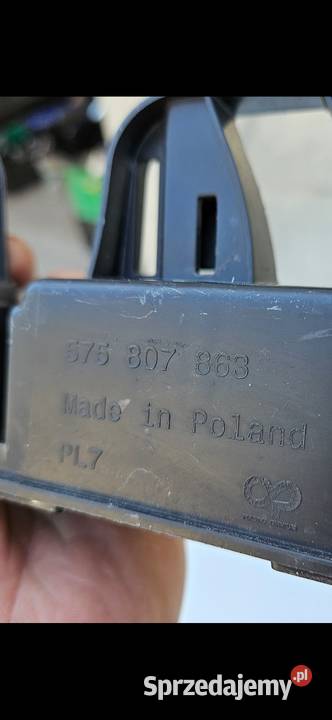 575 807 863
Made in Poland
PL7
Sprzedajemy.pl